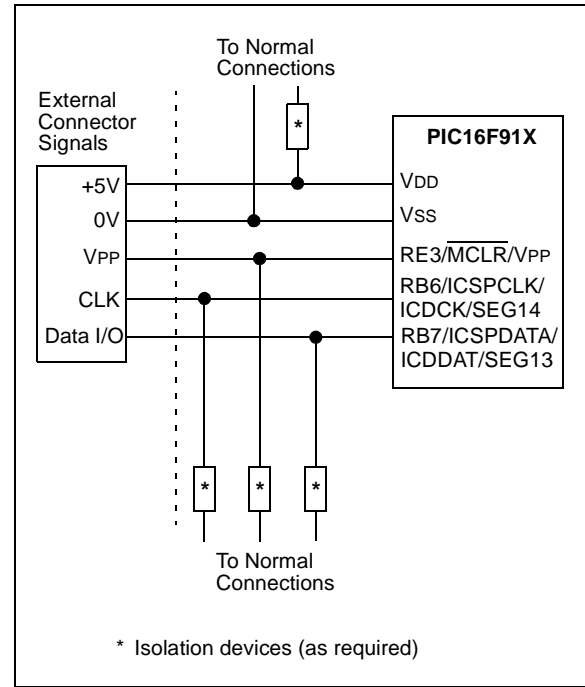 To Normal
Connections
External
Connector
Signals
*
PIC16F91X
+5V
VDD
0V
VSS
VPP
RE3/MCLR/VPP
CLK
RB6/ICSPCLK/
ICDCK/SEG14
Data I/O
RB7/ICSPDATA/
ICDDAT/SEG13
* * *
To Normal
Connections
* Isolation devices (as required)